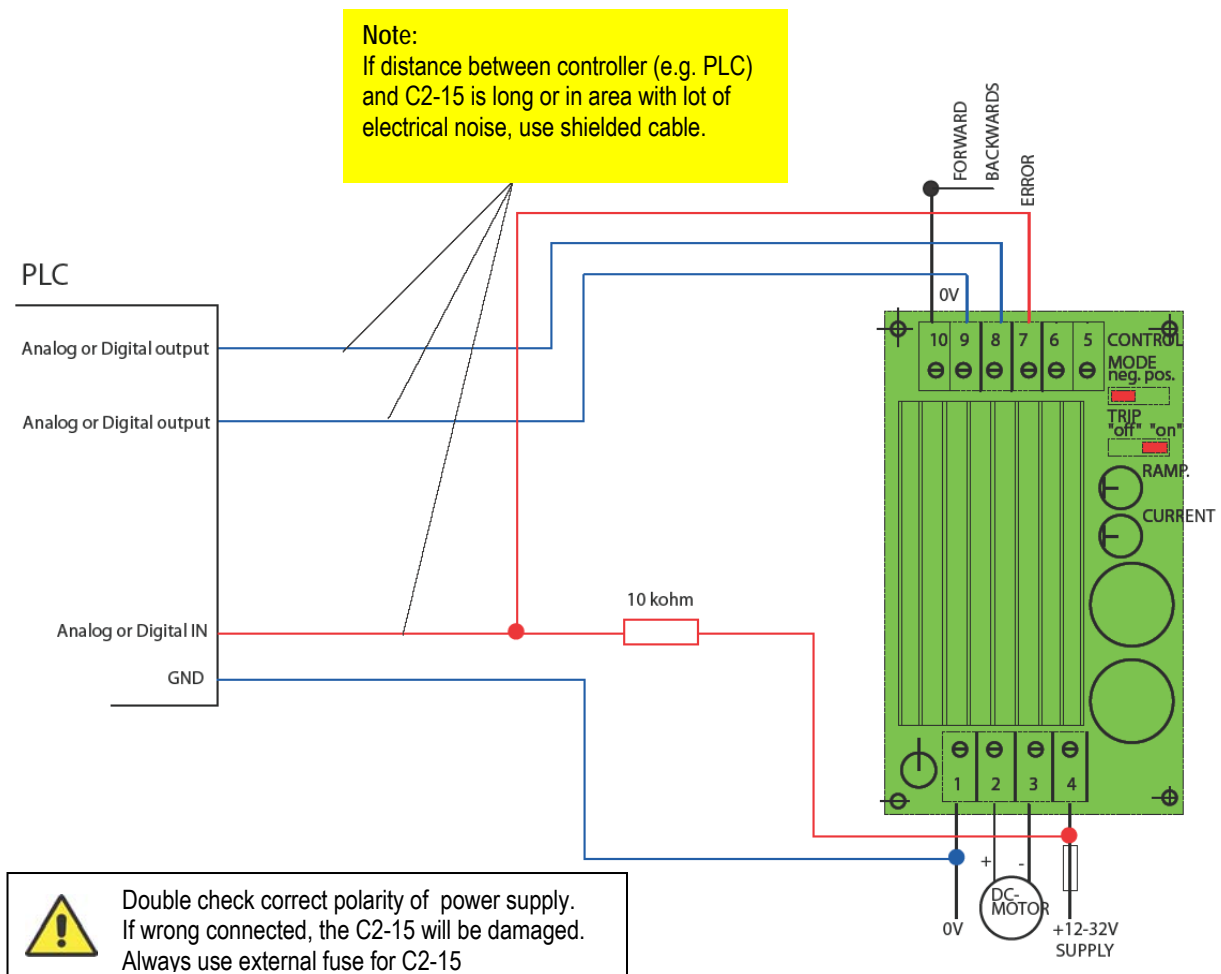 Note:
If distance between controller (e.g. PLC)
and C2-15 is long or in area with lot of
electrical noise, use shielded cable.
FORWARD
BACKWARDS
ERROR
PLC
0V
Analog or Digital output
10 9 8 7 6 5 CONTROL
MODE
neg. pos.
Analog or Digital output
TRIP
"off" "on"
RAMP.
CURRENT
10 kohm
Analog or Digital IN
GND
1 2 3 4
+ -
DC-
MOTOR
0V
+12-32V
SUPPLY
Double check correct polarity of power supply.
If wrong connected, the C2-15 will be damaged.
Always use external fuse for C2-15